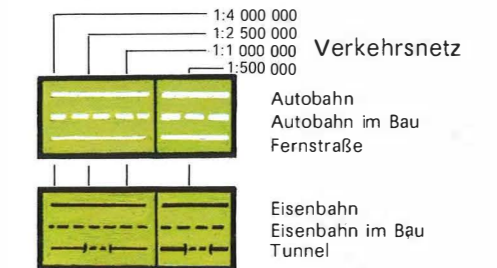 1:4 000 000
1:2 500 000
1:1 000 000
1:500 000
Verkehrsnetz
Autobahn
Autobahn im Bau
Fernstraße
Eisenbahn
Eisenbahn im Bau
Tunnel